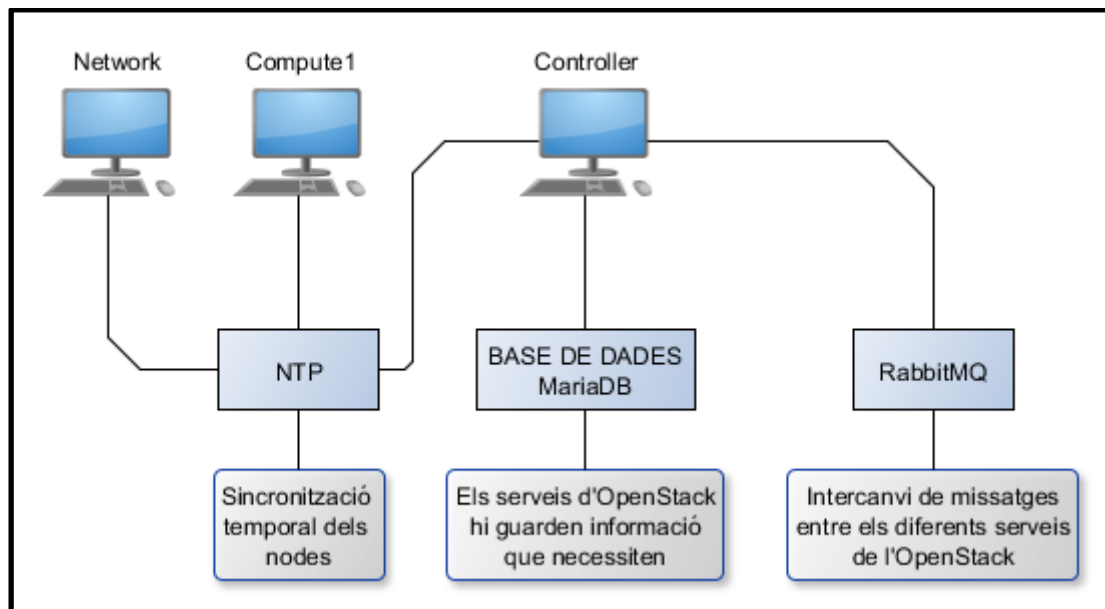 Network
Compute1
Controller
NTP
BASE DE DADES
MariaDB
RabbitMQ
Sincronització
temporal dels
nodes
Els serveis d'OpenStack
hi guarden informació
que necessiten
Intercanvi de missatges
entre els diferents serveis
de l'OpenStack